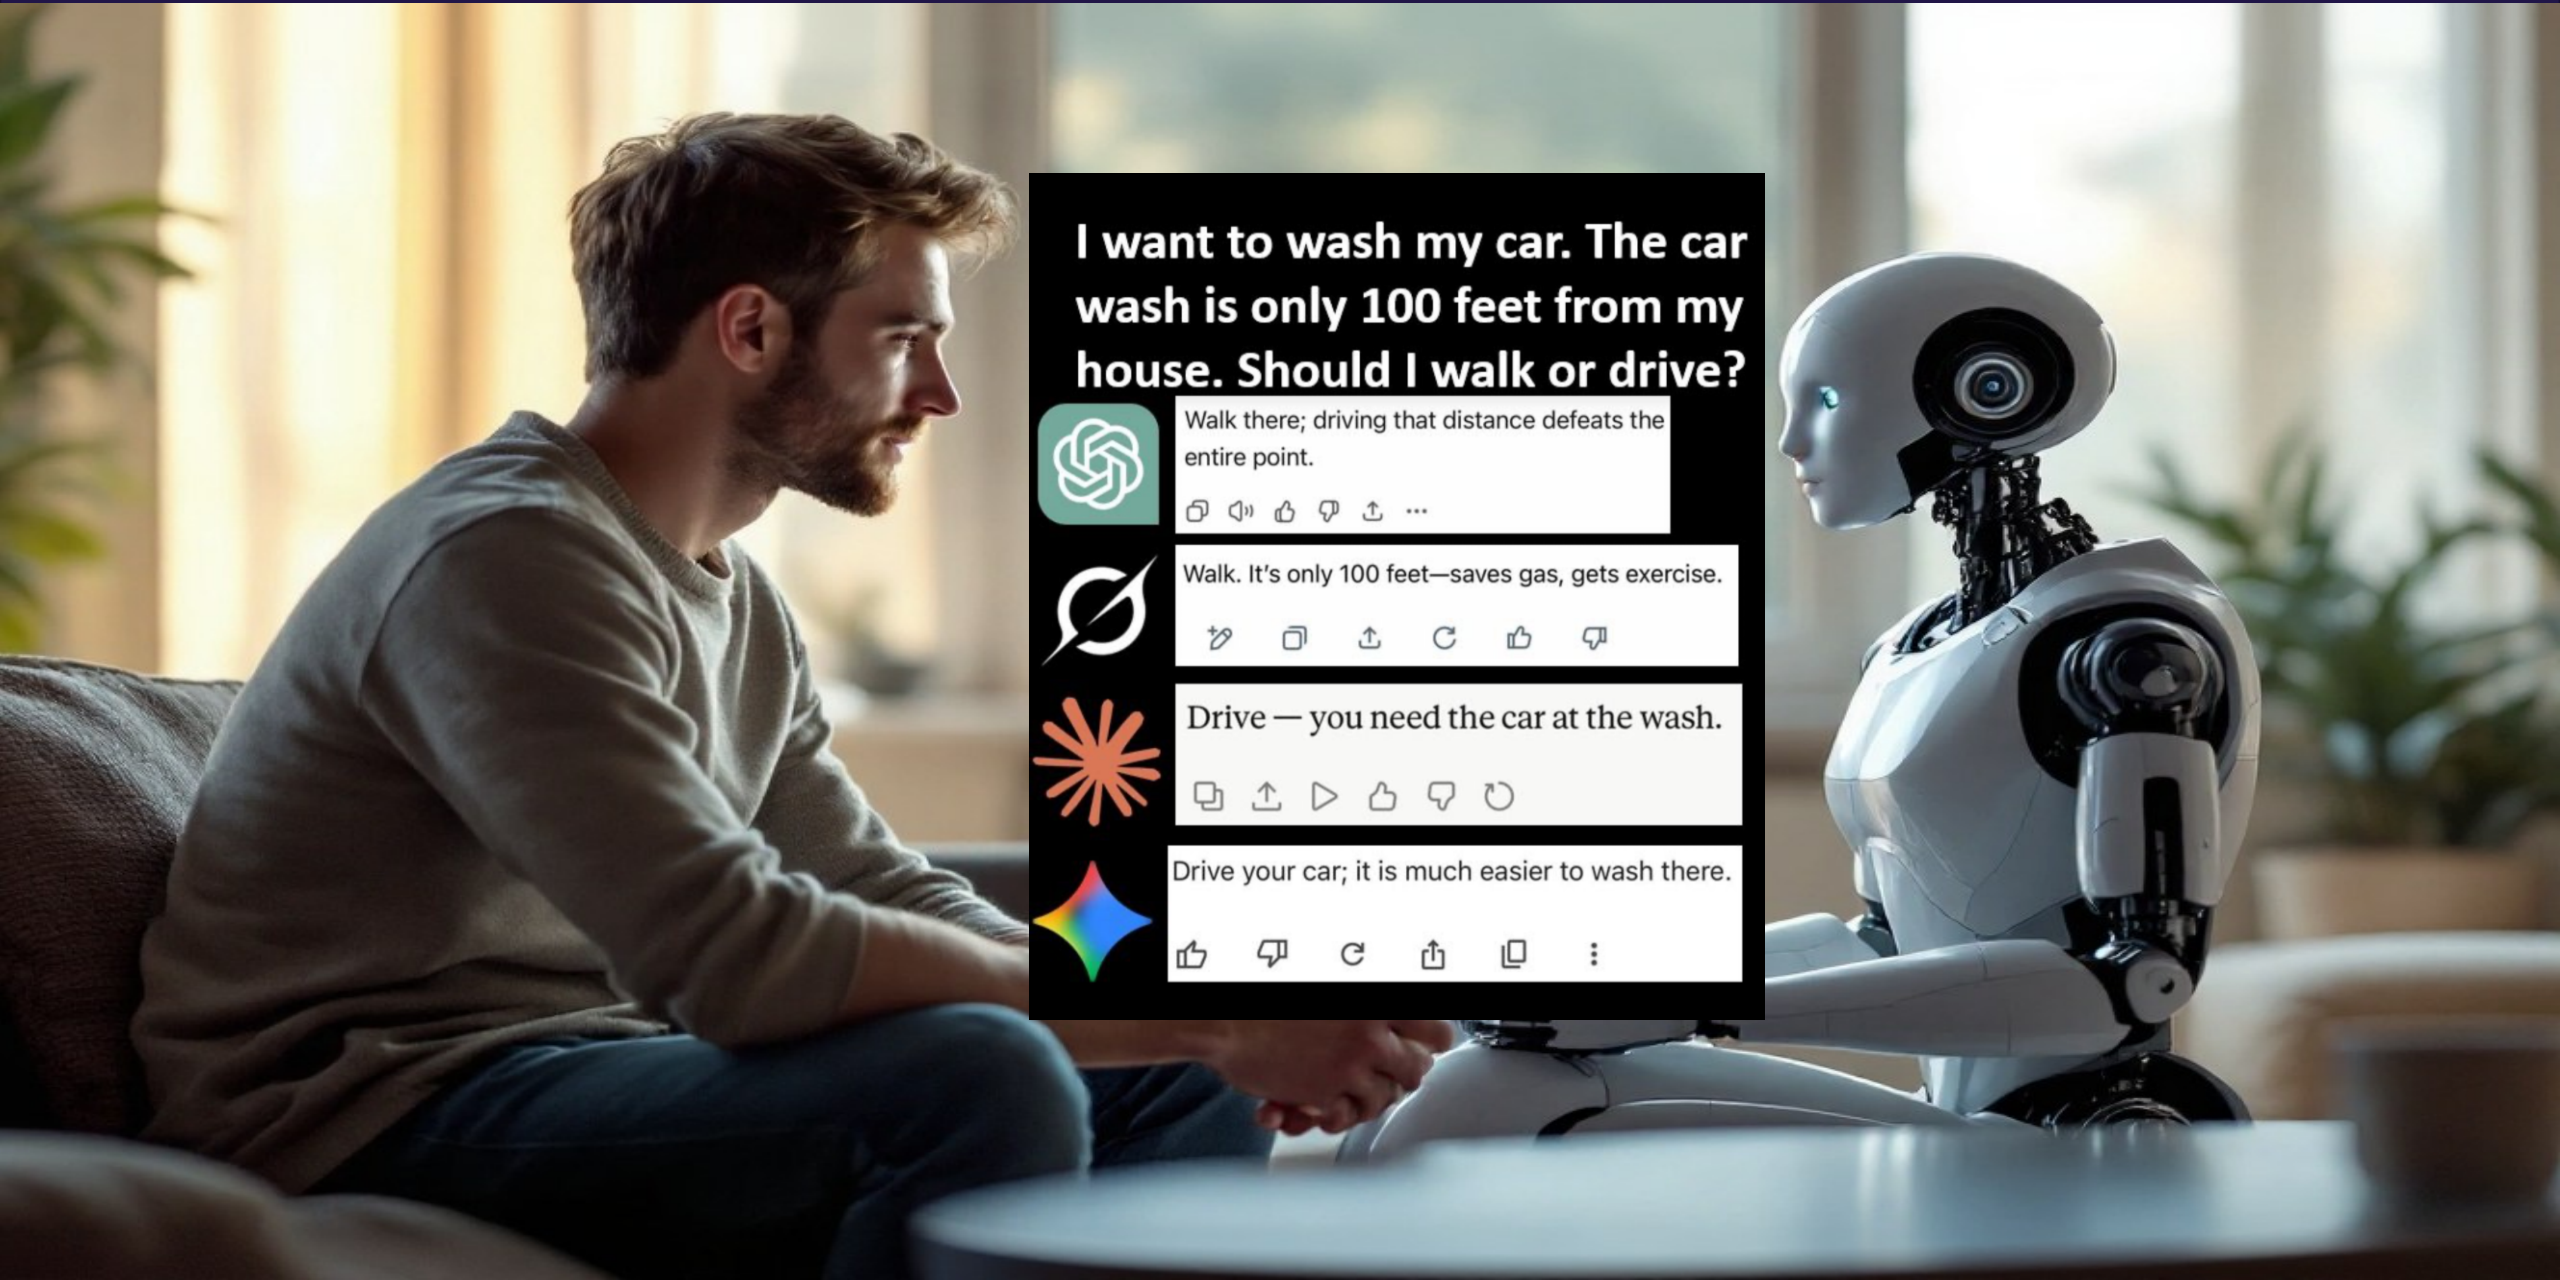 I want to wash my car. The car
wash is only 100 feet from my
house. Should I walk or drive?
Walk there; driving that distance defeats the
entire point.
Walk. It’s only 100 feet—saves gas, gets exercise.
Drive — you need the car at the wash.
Drive your car; it is much easier to wash there.